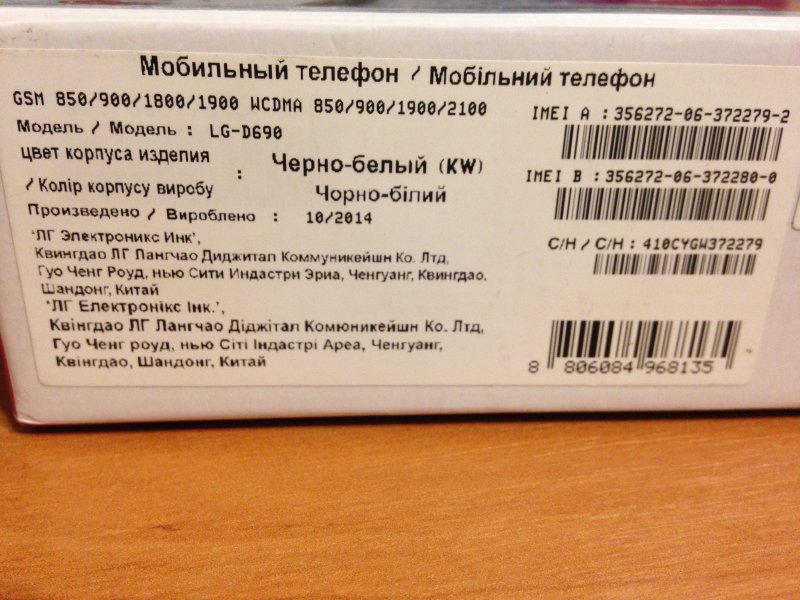 Мобильный телефон / Мобільний телефон
GSM 850/900/1800/1900 WCDMA 850/900/1900/2100
Модель / Модель : LG-D690
цвет корпуса изделия
/ Колір корпусу виробу
:
Черно-белый (KW)
Чорно-білий
Произведено / Вироблено : 10/2014
'ЛГ Электроникс Инк',
Квингдао ЛГ Лангчао Диджитал Коммуникейшн Ко. Лтд,
Гуо Ченг Роуд, нью Сити Индастри Эриа, Ченгуанг, Квингдао,
Шандонг, Китай
'ЛГ Електронікс Інк.',
Квінгдао ЛГ Лангчао Діджітал Комюникейшн Ко. Лтд,
Гуо Ченг роуд, нью Сіті Індастрі Ареа, Ченгуанг,
Квінгдао, Шандонг, Китай
IMEI A : 356272-06-372279-2
IMEI B : 356272-06-372280-0
С/Н / С/Н : 410CYGW372279
8 806084 968135